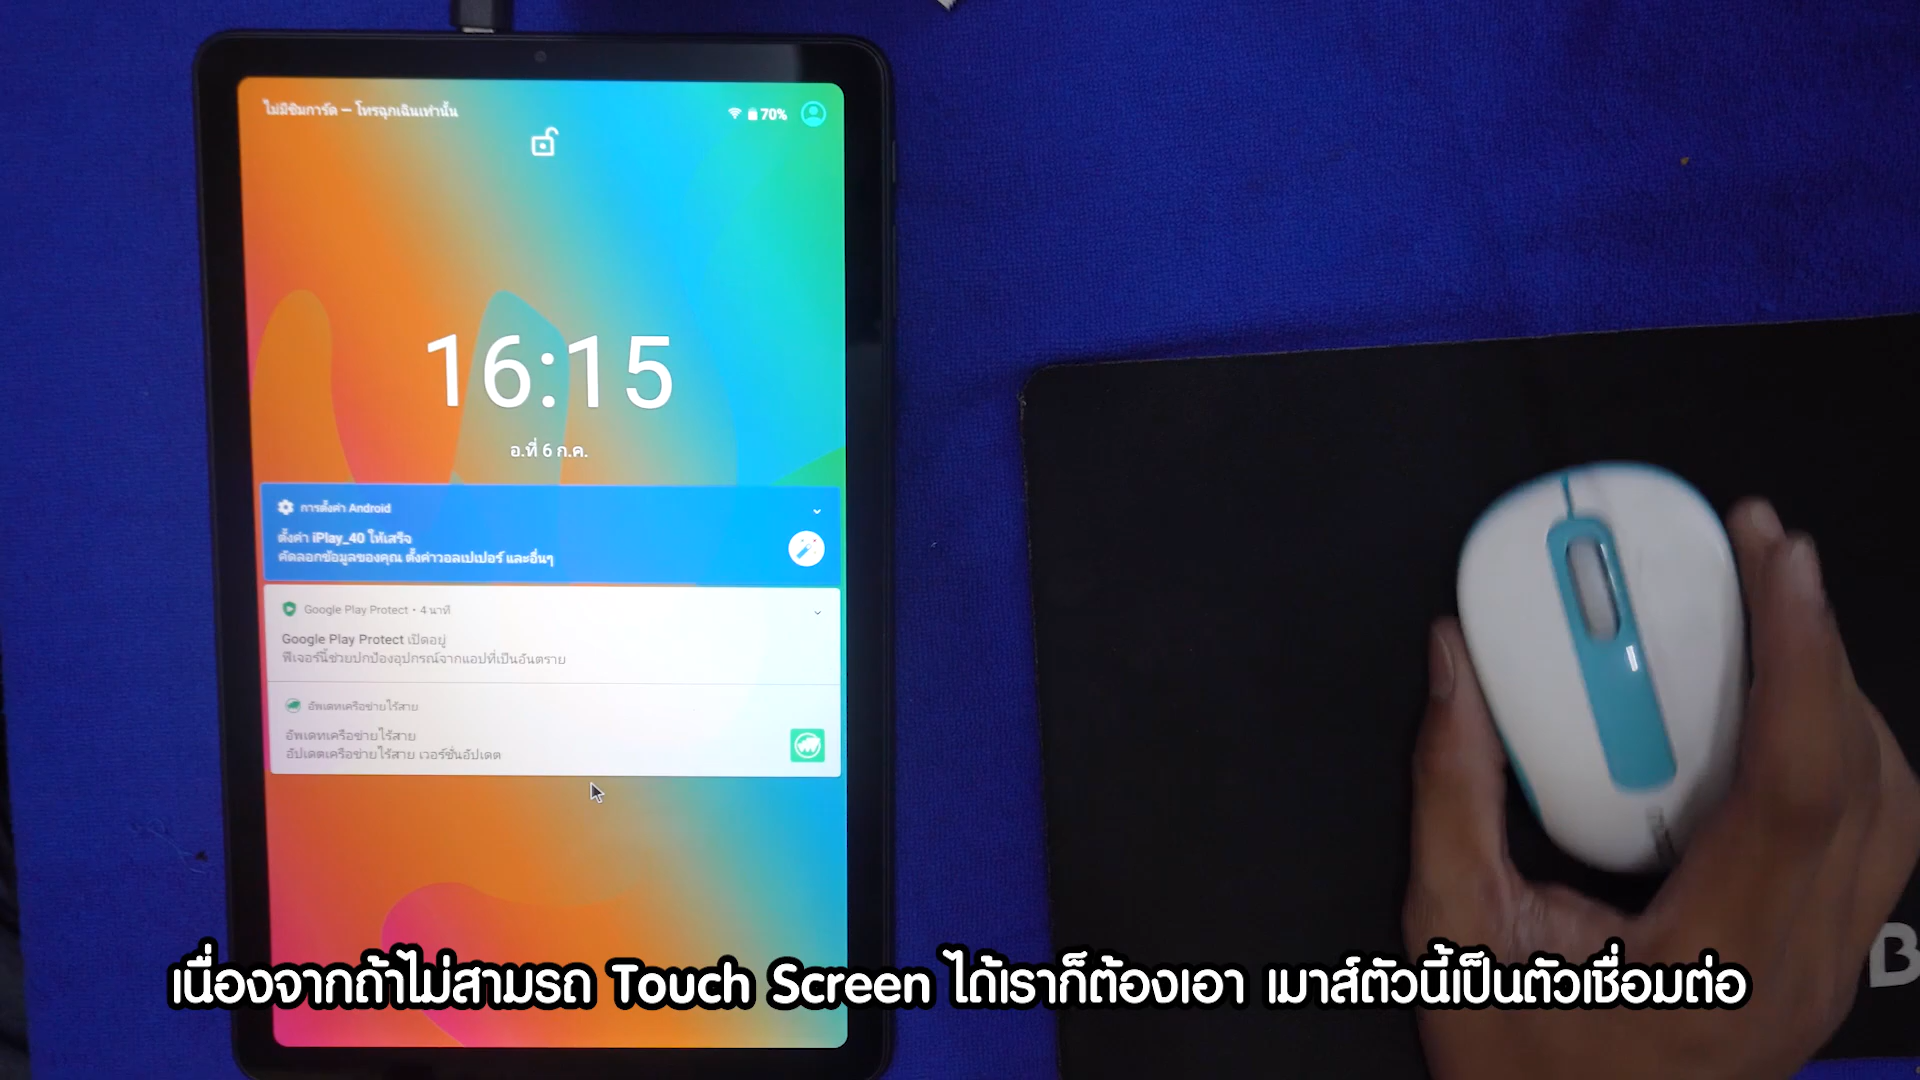 ไม่มีซิมการ์ด — โทรฉุกเฉินเท่านั้น
70%
16:15
อ.ที่ 6 ก.ค.
การตั้งค่า Android
ตั้งค่า iPlay_40 ให้เสร็จ
คัดลอกข้อมูลของคุณ ตั้งค่าวอลเปเปอร์ และอื่นๆ
Google Play Protect • 4 นาที
Google Play Protect เปิดอยู่
ฟีเจอร์นี้ช่วยปกป้องอุปกรณ์จากแอปที่เป็นอันตราย
อัพเดทเครือข่ายไร้สาย
อัพเดทเครือข่ายไร้สาย
อัปเดตเครือข่ายไร้สาย เวอร์ชั่นอัปเดต
B
เนื่องจากถ้าไม่สามรถ Touch Screen ได้เราก็ต้องเอา เมาส์ตัวนี้เป็นตัวเชื่อมต่อ